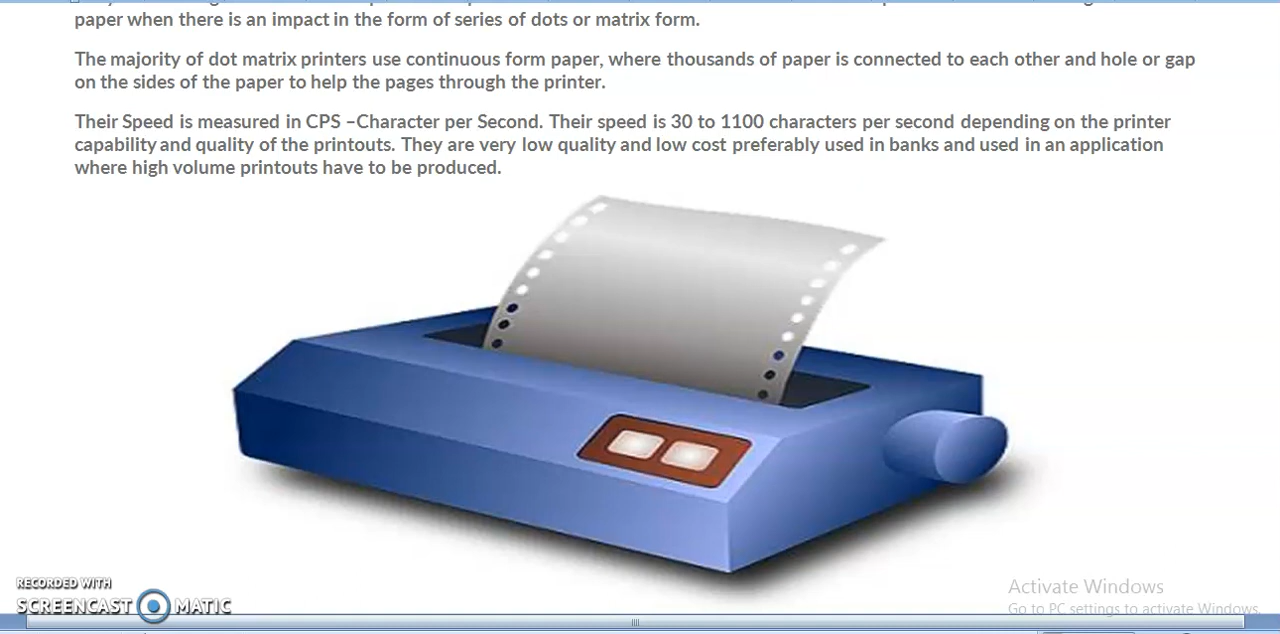 paper when there is an impact in the form of series of dots or matrix form.
The majority of dot matrix printers use continuous form paper, where thousands of paper is connected to each other and hole or gap
on the sides of the paper to help the pages through the printer.
Their Speed is measured in CPS –Character per Second. Their speed is 30 to 1100 characters per second depending on the printer
capability and quality of the printouts. They are very low quality and low cost preferably used in banks and used in an application
where high volume printouts have to be produced.
RECORDED WITH
SCREENCAST MATIC
Activate Windows
Go to PC settings to activate Windows.